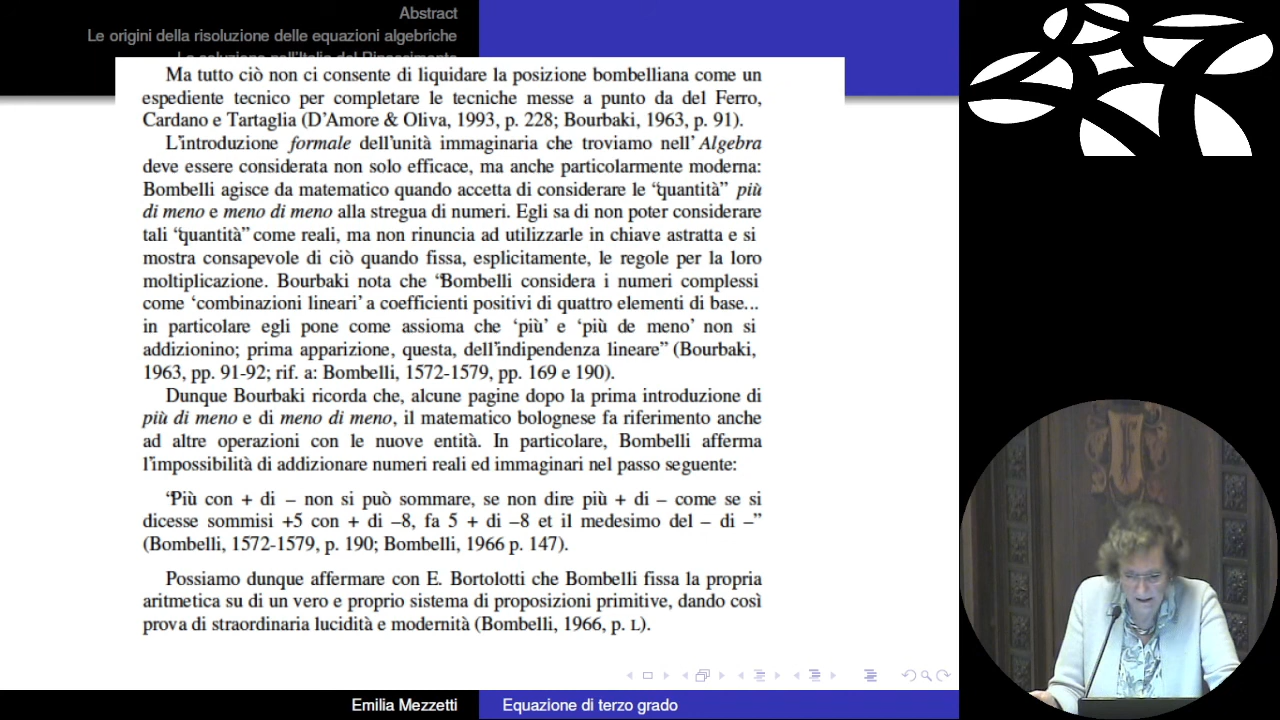 Abstract
Le origini della risoluzione delle equazioni algebriche
La soluzione nell'Italia del Rinascimento
Ma tutto ciò non ci consente di liquidare la posizione bombelliana come un
espediente tecnico per completare le tecniche messe a punto da del Ferro,
Cardano e Tartaglia (D'Amore & Oliva, 1993, p. 228; Bourbaki, 1963, p. 91).
L'introduzione formale dell'unità immaginaria che troviamo nell'Algebra
deve essere considerata non solo efficace, ma anche particolarmente moderna:
Bombelli agisce da matematico quando accetta di considerare le “quantità” più
di meno e meno di meno alla stregua di numeri. Egli sa di non poter considerare
tali “quantità” come reali, ma non rinuncia ad utilizzarle in chiave astratta e si
mostra consapevole di ciò quando fissa, esplicitamente, le regole per la loro
moltiplicazione. Bourbaki nota che “Bombelli considera i numeri complessi
come ‘combinazioni lineari’ a coefficienti positivi di quattro elementi di base...
in particolare egli pone come assioma che ‘più’ e ‘più de meno’ non si
addizionino; prima apparizione, questa, dell'indipendenza lineare” (Bourbaki,
1963, pp. 91-92; rif. a: Bombelli, 1572-1579, pp. 169 e 190).
Dunque Bourbaki ricorda che, alcune pagine dopo la prima introduzione di
più di meno e di meno di meno, il matematico bolognese fa riferimento anche
ad altre operazioni con le nuove entità. In particolare, Bombelli afferma
l'impossibilità di addizionare numeri reali ed immaginari nel passo seguente:
“Più con + di – non si può sommare, se non dire più + di – come se si
dicesse sommisi +5 con + di –8, fa 5 + di –8 et il medesimo del – di –”
(Bombelli, 1572-1579, p. 190; Bombelli, 1966 p. 147).
Possiamo dunque affermare con E. Bortolotti che Bombelli fissa la propria
aritmetica su di un vero e proprio sistema di proposizioni primitive, dando così
prova di straordinaria lucidità e modernità (Bombelli, 1966, p. L).
Emilia Mezzetti
Equazione di terzo grado